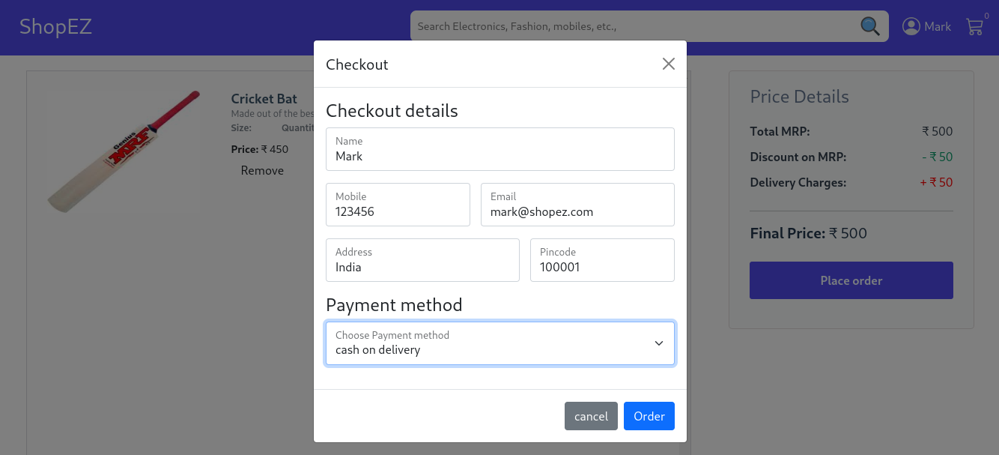 ShopEZ
Search Electronics, Fashion, mobiles, etc.,
Mark
0
Checkout
Checkout details
Name
Mark
Mobile
123456
Email
mark@shopez.com
Address
India
Pincode
100001
Payment method
Choose Payment method
cash on delivery
cancel
Order
Cricket Bat
Made out of the bes
Size: Quantit
Price: ₹ 450
Remove
Genius
MRF
Price Details
Total MRP: ₹ 500
Discount on MRP: - ₹ 50
Delivery Charges: + ₹ 50
Final Price: ₹ 500
Place order